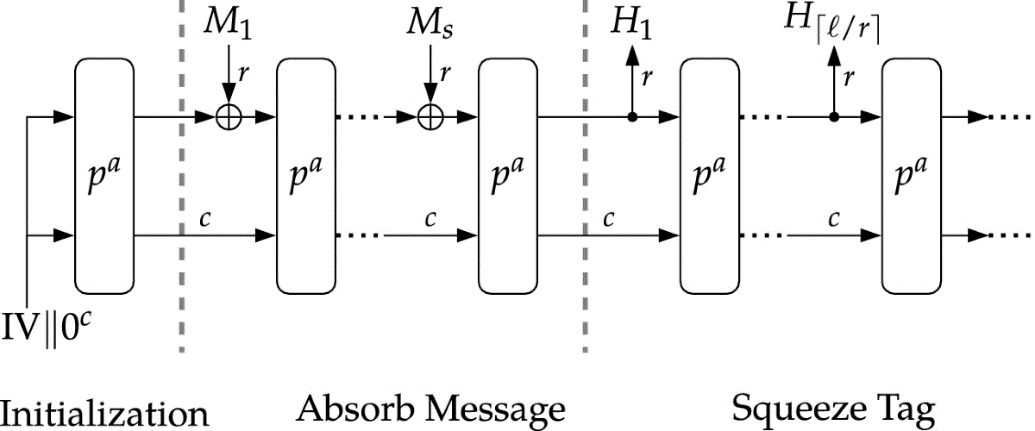 M₁ Mₛ H₁ H⌈ℓ/r⌉
r r r r
pᵃ pᵃ pᵃ pᵃ pᵃ
c c c c
IV∥0ᶜ
Initialization Absorb Message Squeeze Tag